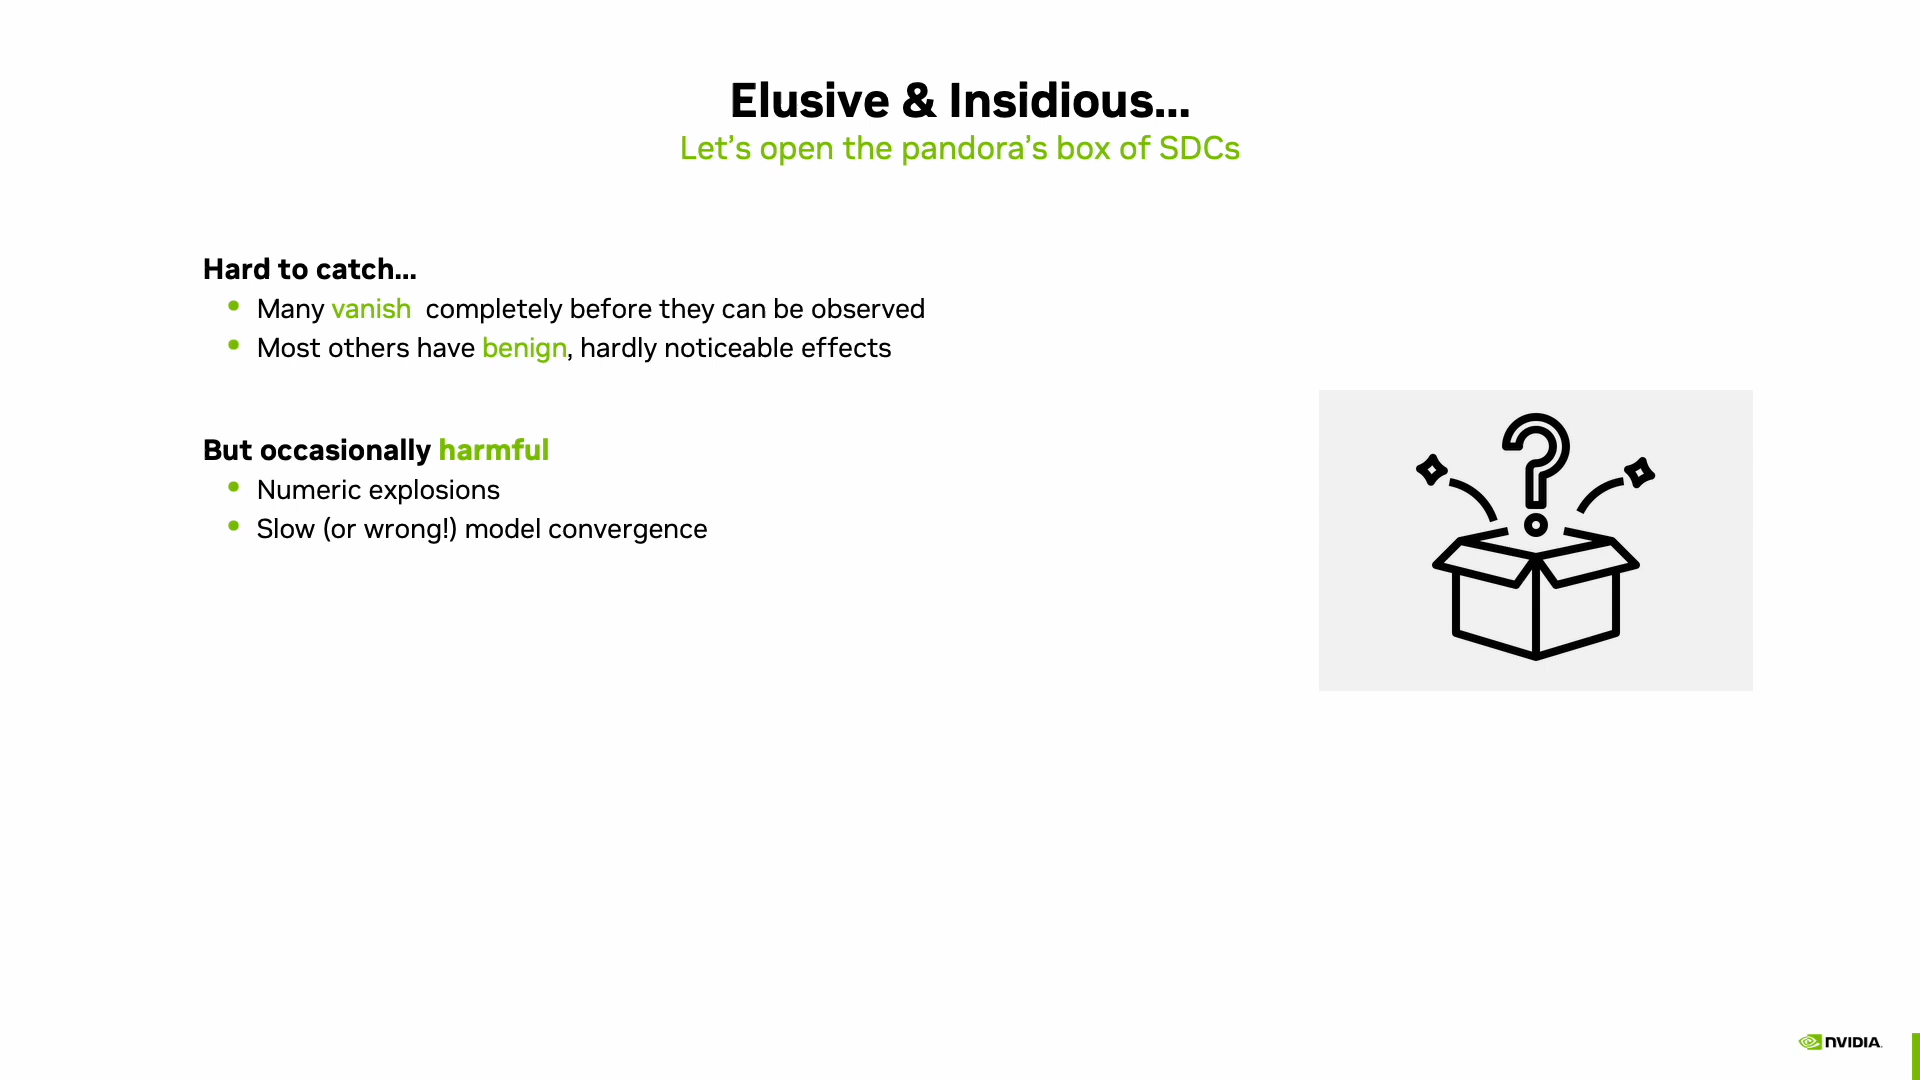 Elusive & Insidious...
Let’s open the pandora’s box of SDCs
Hard to catch...
• Many vanish completely before they can be observed
• Most others have benign, hardly noticeable effects
But occasionally harmful
• Numeric explosions
• Slow (or wrong!) model convergence
?
NVIDIA.